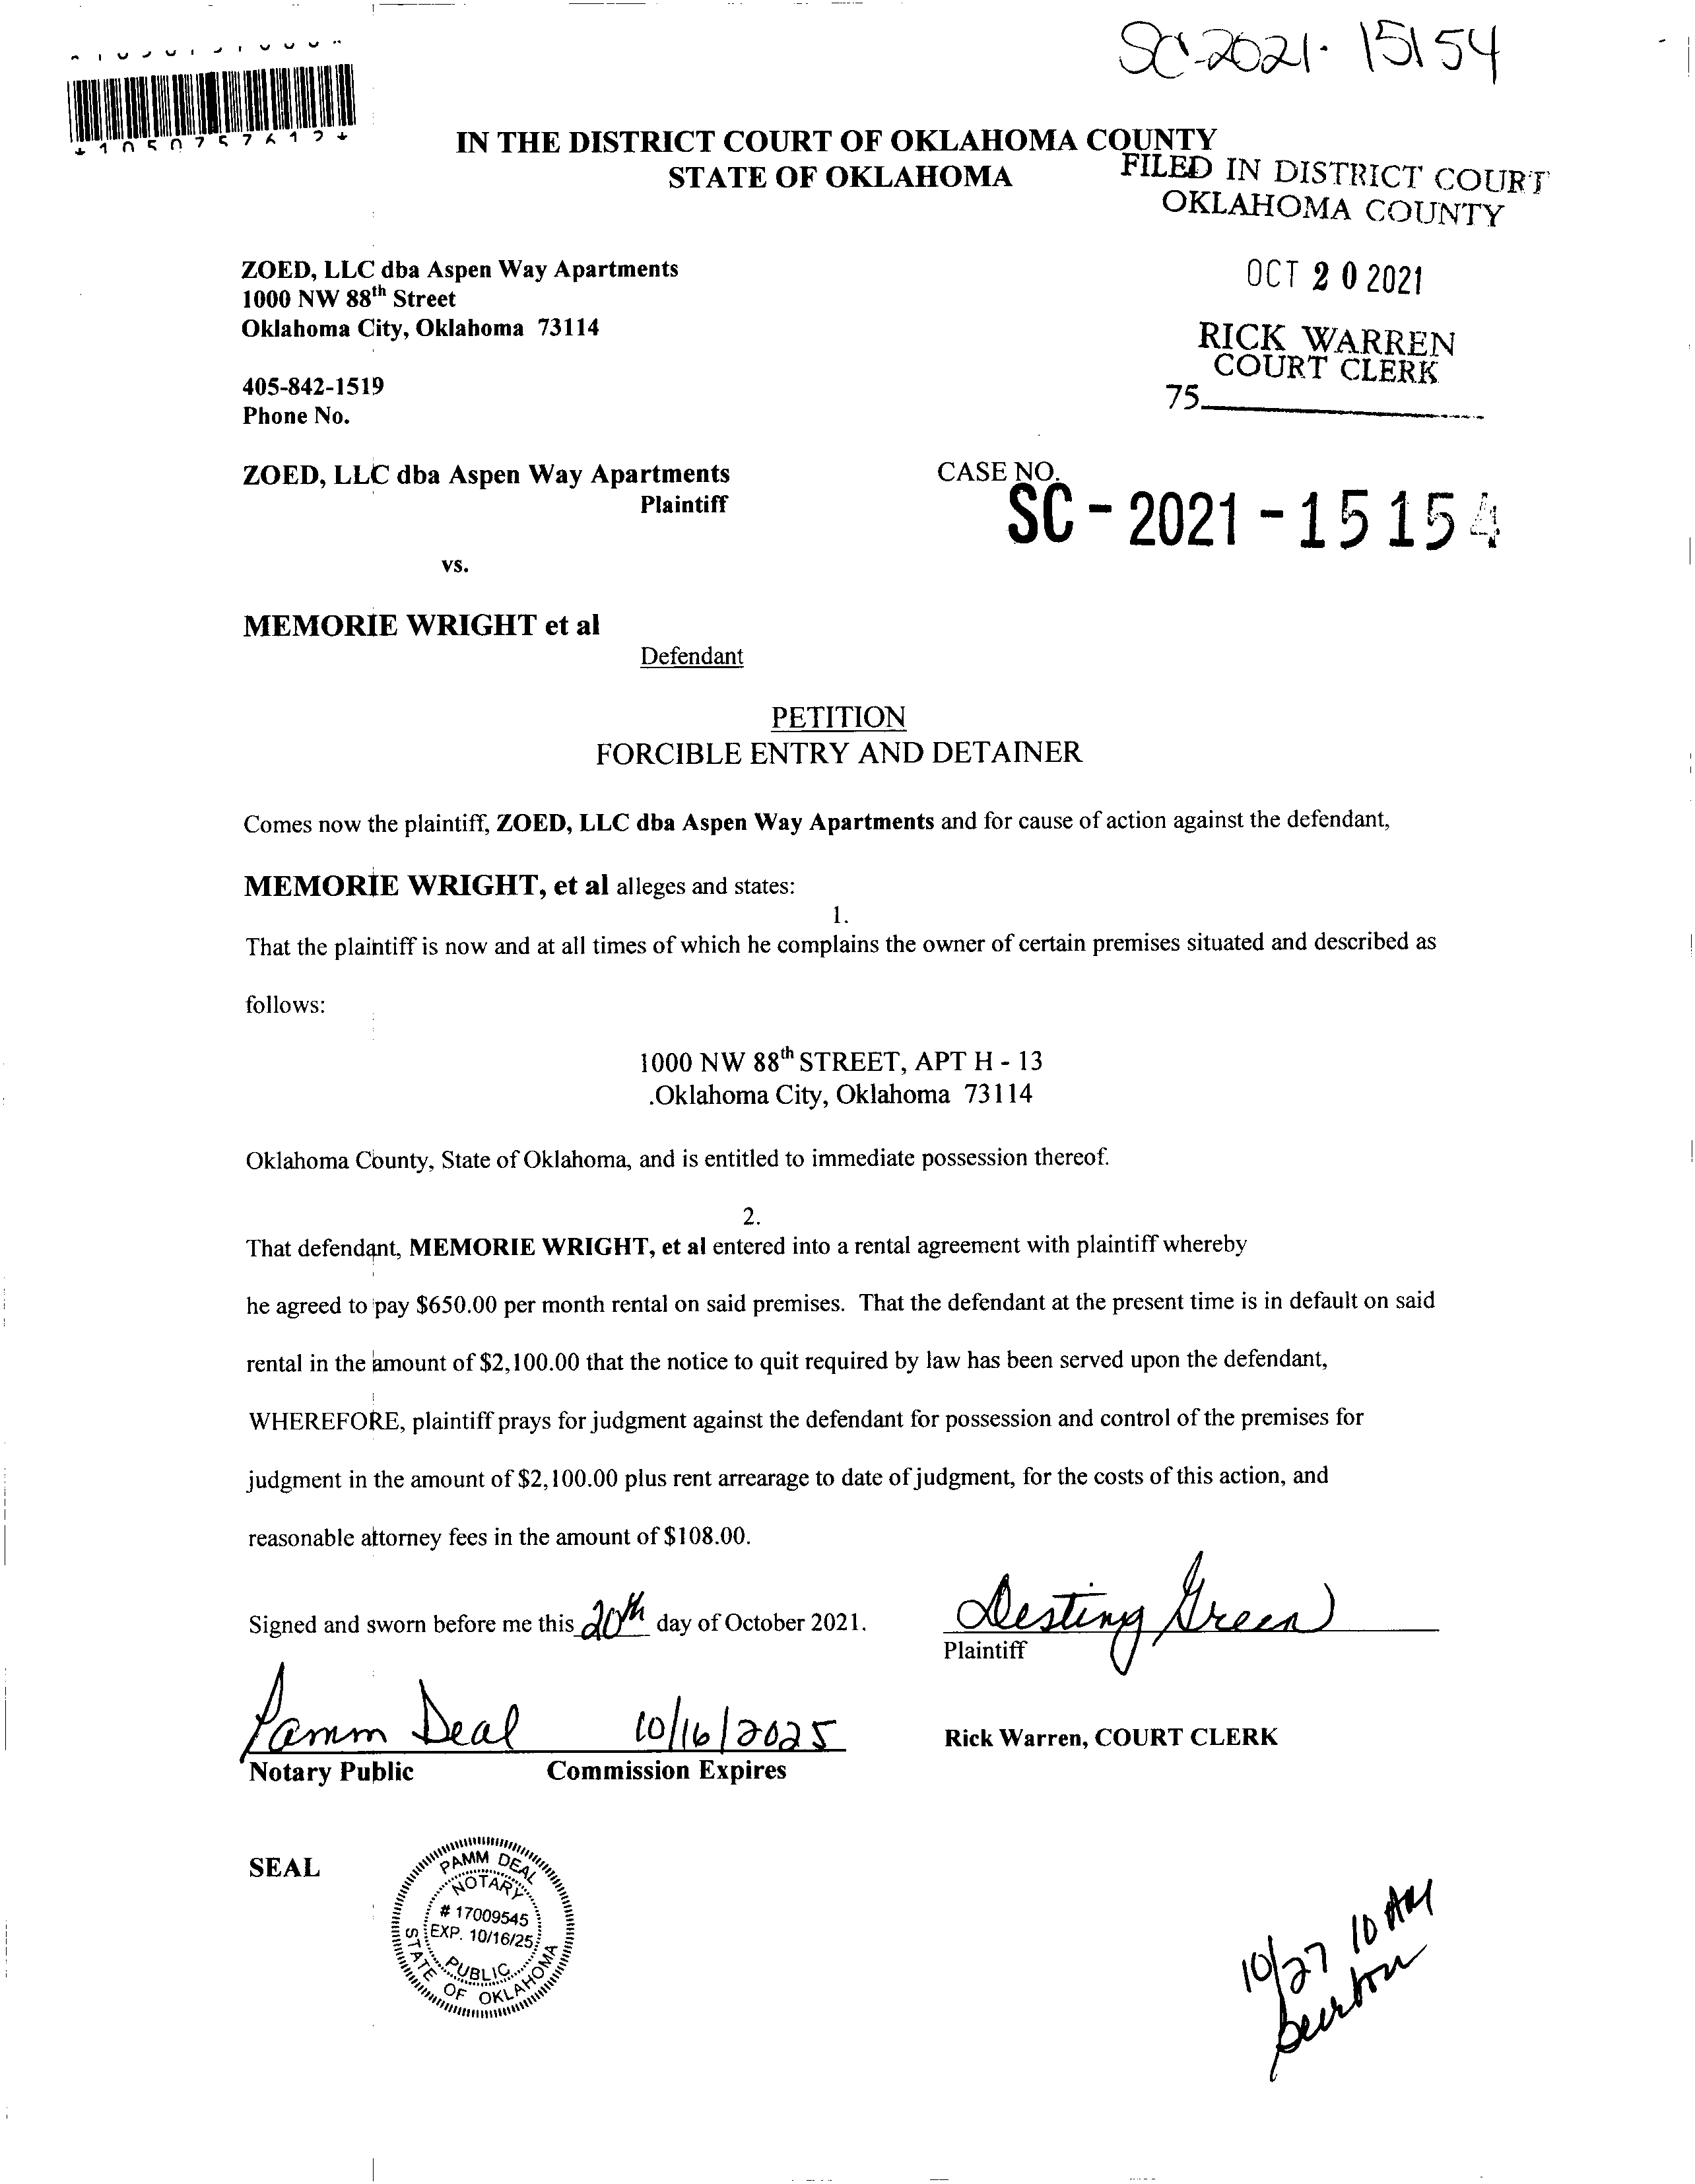 SC-2021-15154
*1050757612*
IN THE DISTRICT COURT OF OKLAHOMA COUNTY
STATE OF OKLAHOMA
FILED IN DISTRICT COURT
OKLAHOMA COUNTY
OCT 20 2021
RICK WARREN
COURT CLERK
75
ZOED, LLC dba Aspen Way Apartments
1000 NW 88th Street
Oklahoma City, Oklahoma 73114
405-842-1519
Phone No.
ZOED, LLC dba Aspen Way Apartments
Plaintiff
CASE NO.
SC-2021-15154
vs.
MEMORIE WRIGHT et al
Defendant
PETITION
FORCIBLE ENTRY AND DETAINER
Comes now the plaintiff, ZOED, LLC dba Aspen Way Apartments and for cause of action against the defendant,
MEMORIE WRIGHT, et al alleges and states:
1.
That the plaintiff is now and at all times of which he complains the owner of certain premises situated and described as
follows:
1000 NW 88th STREET, APT H - 13
.Oklahoma City, Oklahoma 73114
Oklahoma County, State of Oklahoma, and is entitled to immediate possession thereof.
2.
That defendant, MEMORIE WRIGHT, et al entered into a rental agreement with plaintiff whereby
he agreed to pay $650.00 per month rental on said premises. That the defendant at the present time is in default on said
rental in the amount of $2,100.00 that the notice to quit required by law has been served upon the defendant,
WHEREFORE, plaintiff prays for judgment against the defendant for possession and control of the premises for
judgment in the amount of $2,100.00 plus rent arrearage to date of judgment, for the costs of this action, and
reasonable attorney fees in the amount of $108.00.
Signed and sworn before me this 20th day of October 2021.
Destiny Green
Plaintiff
Pamm Deal 10/16/2025
Notary Public Commission Expires
Rick Warren, COURT CLERK
SEAL
PAMM DEAL
NOTARY
# 17009545
EXP. 10/16/25
PUBLIC
STATE OF OKLAHOMA
10/27 10 AM
Burton